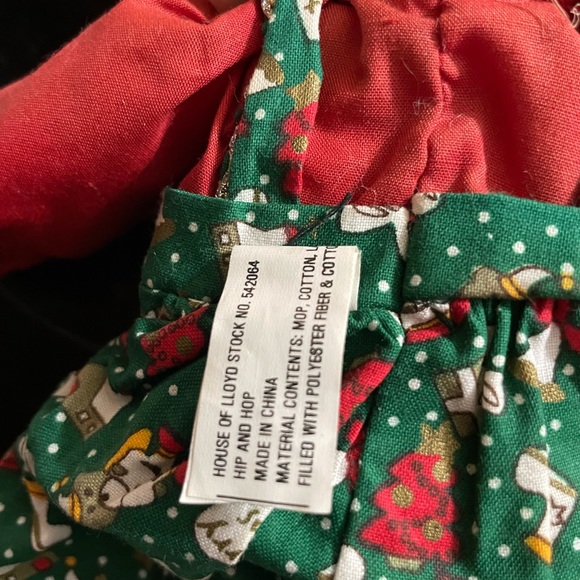 HOUSE OF LLOYD STOCK NO. 542064
HIP AND HOP
MADE IN CHINA
MATERIAL CONTENTS: MOP, COTTON,
FILLED WITH POLYESTER FIBER & COTTO